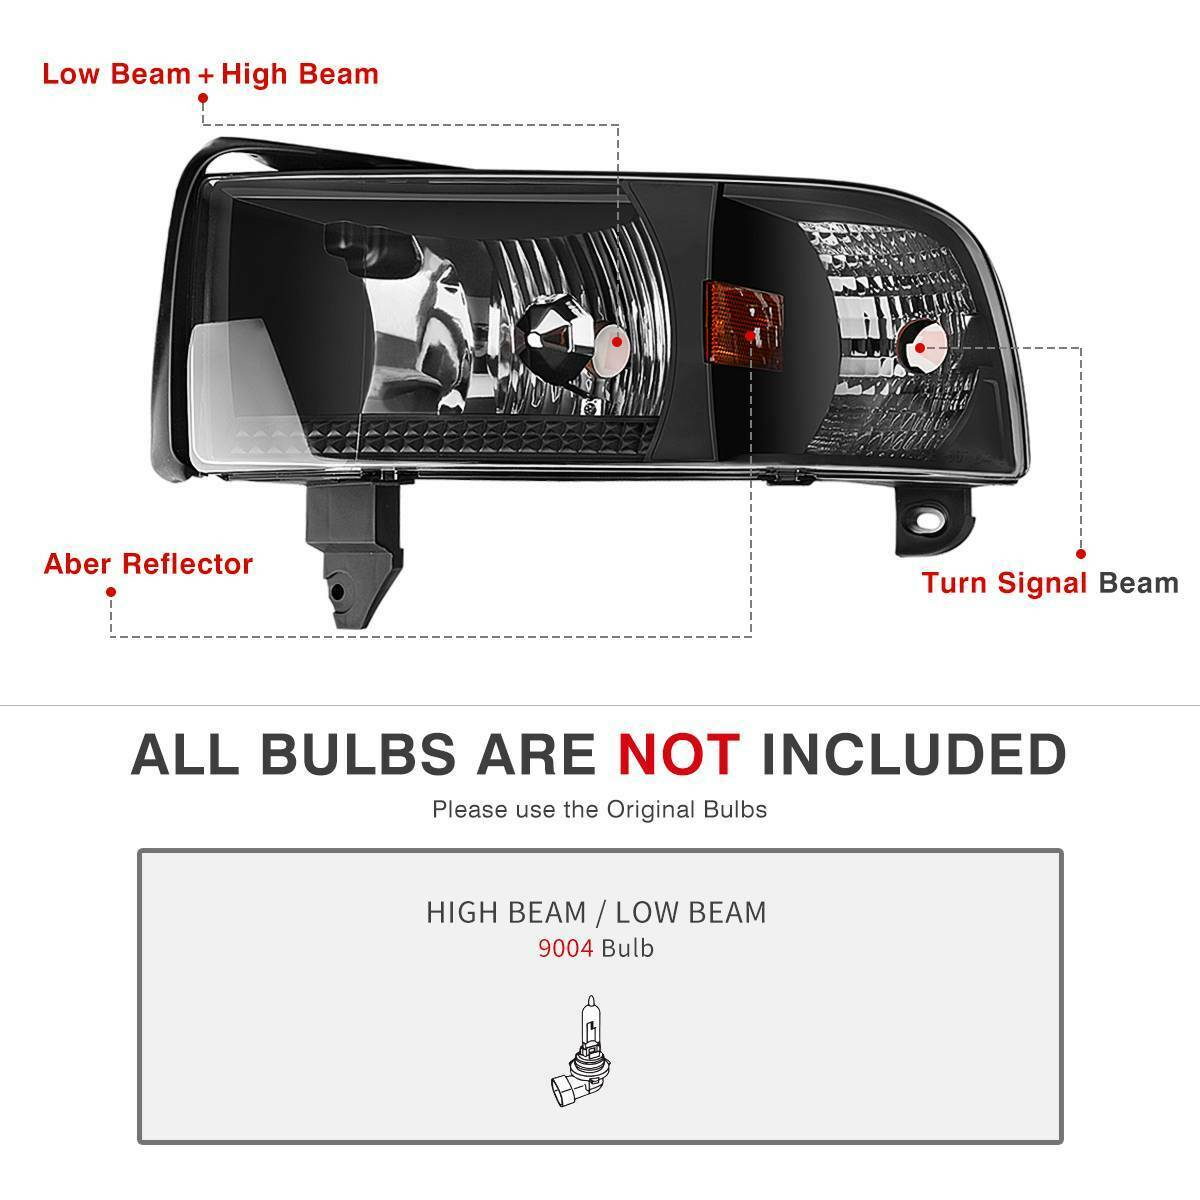 Low Beam + High Beam
Aber Reflector
Turn Signal Beam
ALL BULBS ARE NOT INCLUDED
Please use the Original Bulbs
HIGH BEAM / LOW BEAM
9004 Bulb